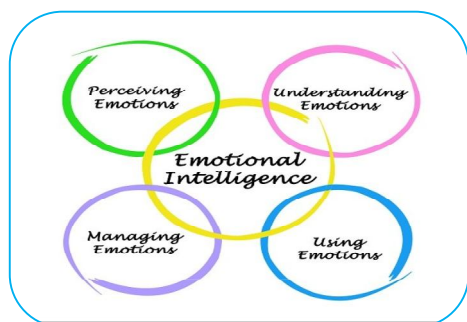 Perceiving
Emotions
Understanding
Emotions
Emotional
Intelligence
Managing
Emotions
Using
Emotions